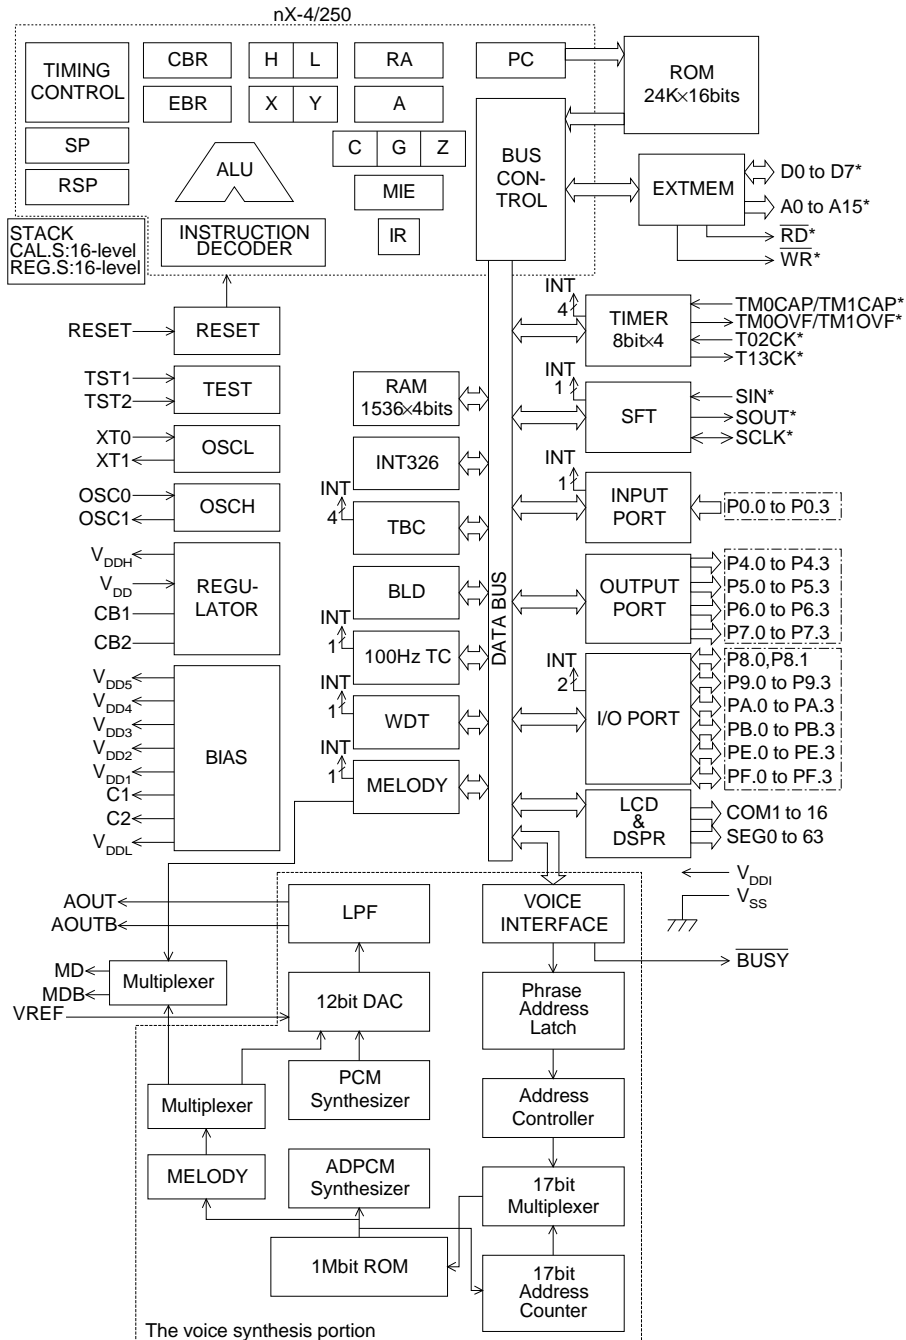 nX-4/250
TIMING
CONTROL
CBR
H
L
RA
PC
ROM
24K×16bits
EBR
X
Y
A
SP
RSP
ALU
C
G
Z
MIE
IR
BUS
CON-
TROL
EXTMEM
D0 to D7*
A0 to A15*
RD*
WR*
STACK
CAL.S:16-level
REG.S:16-level
INSTRUCTION
DECODER
RESET
RESET
TST1
TST2
TEST
XT0
XT1
OSCL
OSC0
OSC1
OSCH
VDDH
VDD
CB1
CB2
REGU-
LATOR
VDD5
VDD4
VDD3
VDD2
VDD1
C1
C2
VDDL
BIAS
RAM
1536×4bits
INT326
INT
4
TBC
BLD
INT
1
100Hz TC
INT
1
WDT
INT
1
MELODY
DATA BUS
INT
4
TIMER
8bit×4
TM0CAP/TM1CAP*
TM0OVF/TM1OVF*
T02CK*
T13CK*
INT
1
SFT
SIN*
SOUT*
SCLK*
INT
1
INPUT
PORT
P0.0 to P0.3
OUTPUT
PORT
P4.0 to P4.3
P5.0 to P5.3
P6.0 to P6.3
P7.0 to P7.3
INT
2
I/O PORT
P8.0,P8.1
P9.0 to P9.3
PA.0 to PA.3
PB.0 to PB.3
PE.0 to PE.3
PF.0 to PF.3
LCD
&
DSPR
COM1 to 16
SEG0 to 63
VDDI
VSS
AOUT
AOUTB
LPF
VOICE
INTERFACE
BUSY
MD
MDB
VREF
Multiplexer
12bit DAC
Phrase
Address
Latch
PCM
Synthesizer
Multiplexer
Address
Controller
MELODY
ADPCM
Synthesizer
17bit
Multiplexer
1Mbit ROM
17bit
Address
Counter
The voice synthesis portion